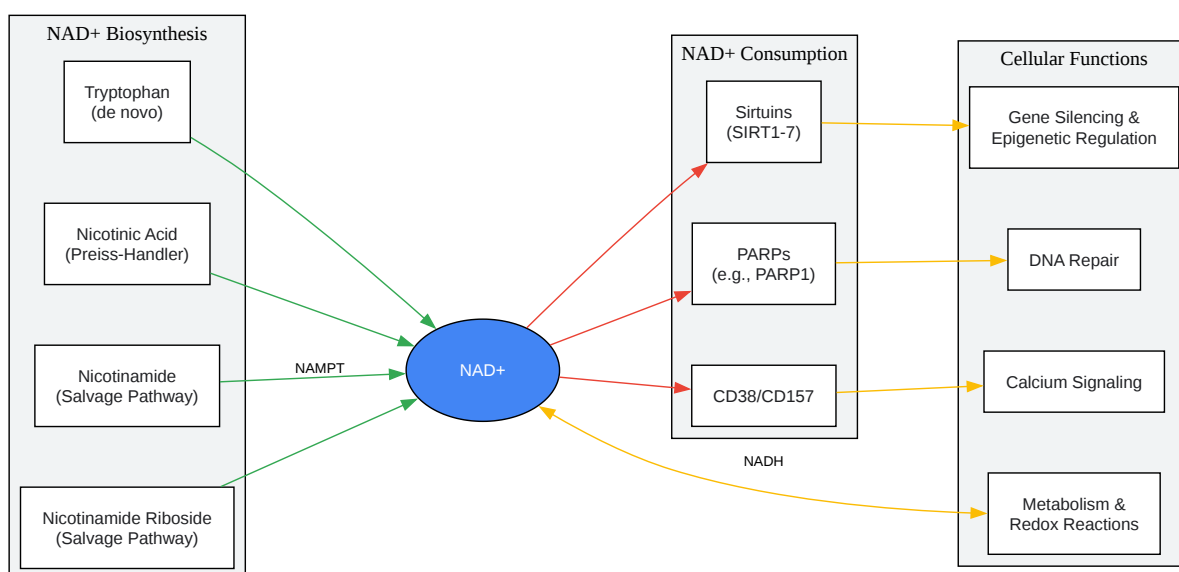 NAD+ Biosynthesis
Tryptophan
(de novo)
Nicotinic Acid
(Preiss-Handler)
Nicotinamide
(Salvage Pathway)
Nicotinamide Riboside
(Salvage Pathway)
NAMPT
NAD+
NAD+ Consumption
Sirtuins
(SIRT1-7)
PARPs
(e.g., PARP1)
CD38/CD157
NADH
Cellular Functions
Gene Silencing &
Epigenetic Regulation
DNA Repair
Calcium Signaling
Metabolism &
Redox Reactions